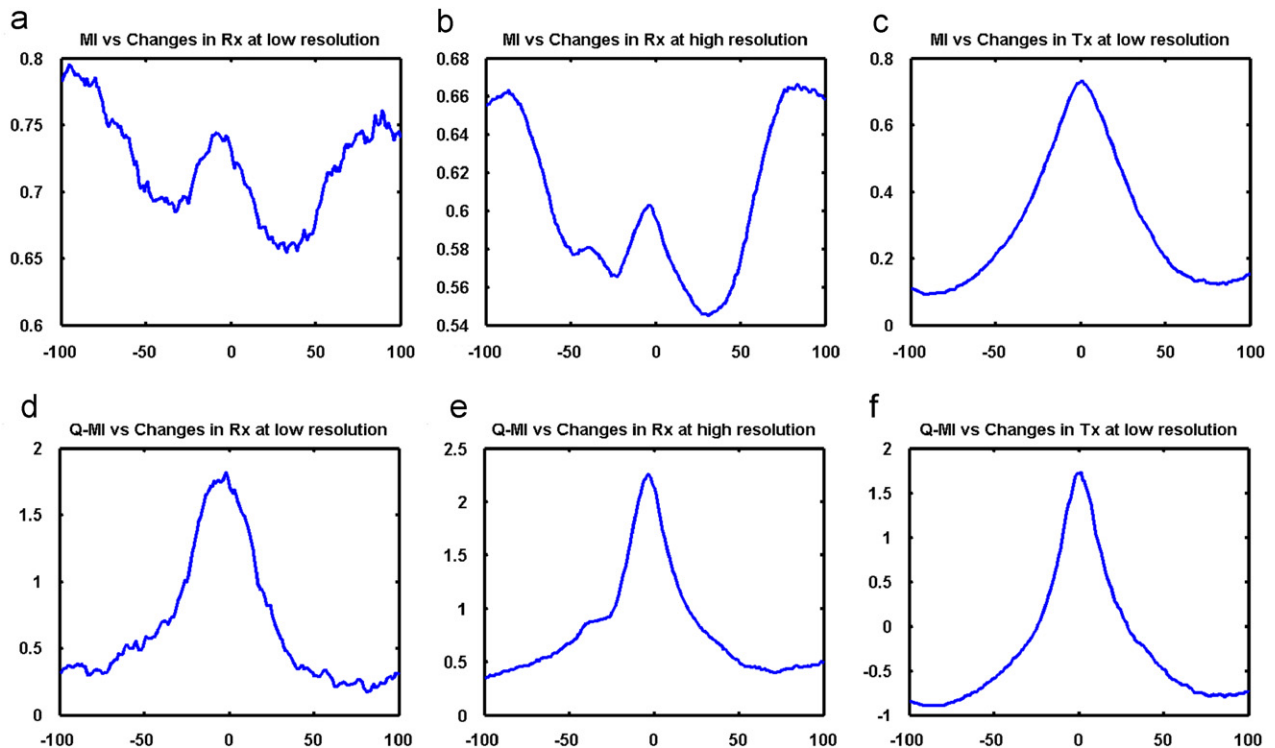 a
b
c
MI vs Changes in Rx at low resolution
MI vs Changes in Rx at high resolution
MI vs Changes in Tx at low resolution
0.8
0.75
0.7
0.65
0.6
-100 -50 0 50 100
0.68
0.66
0.64
0.62
0.6
0.58
0.56
0.54
-100 -50 0 50 100
0.8
0.6
0.4
0.2
0
-100 -50 0 50 100
d
e
f
Q-MI vs Changes in Rx at low resolution
Q-MI vs Changes in Rx at high resolution
Q-MI vs Changes in Tx at low resolution
2
1.5
1
0.5
0
-100 -50 0 50 100
2.5
2
1.5
1
0.5
0
-100 -50 0 50 100
2
1.5
1
0.5
0
-0.5
-1
-100 -50 0 50 100